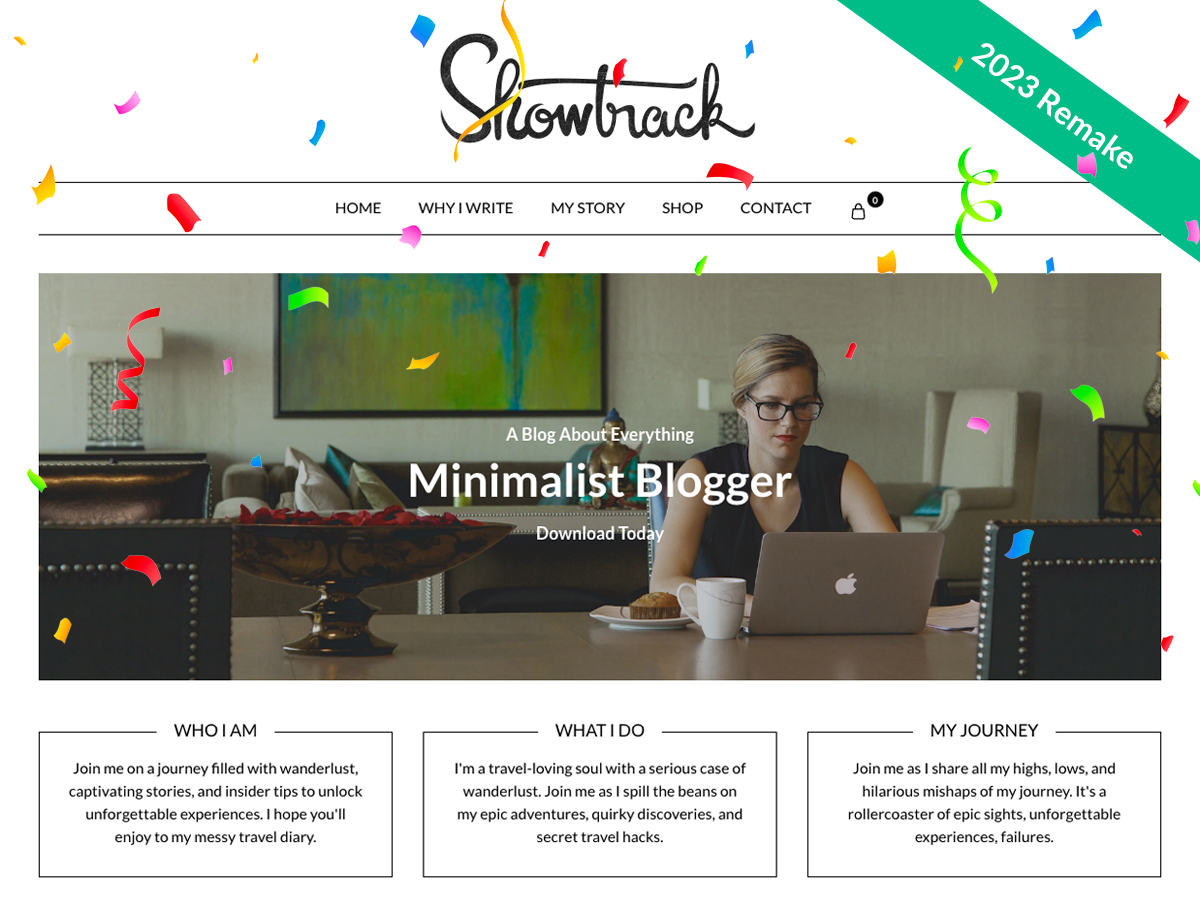 Showtrack
2023 Remake
HOME WHY I WRITE MY STORY SHOP CONTACT 0
A Blog About Everything
Minimalist Blogger
Download Today
WHO I AM
Join me on a journey filled with wanderlust,
captivating stories, and insider tips to unlock
unforgettable experiences. I hope you'll
enjoy to my messy travel diary.
WHAT I DO
I'm a travel-loving soul with a serious case of
wanderlust. Join me as I spill the beans on
my epic adventures, quirky discoveries, and
secret travel hacks.
MY JOURNEY
Join me as I share all my highs, lows, and
hilarious mishaps of my journey. It's a
rollercoaster of epic sights, unforgettable
experiences, failures.